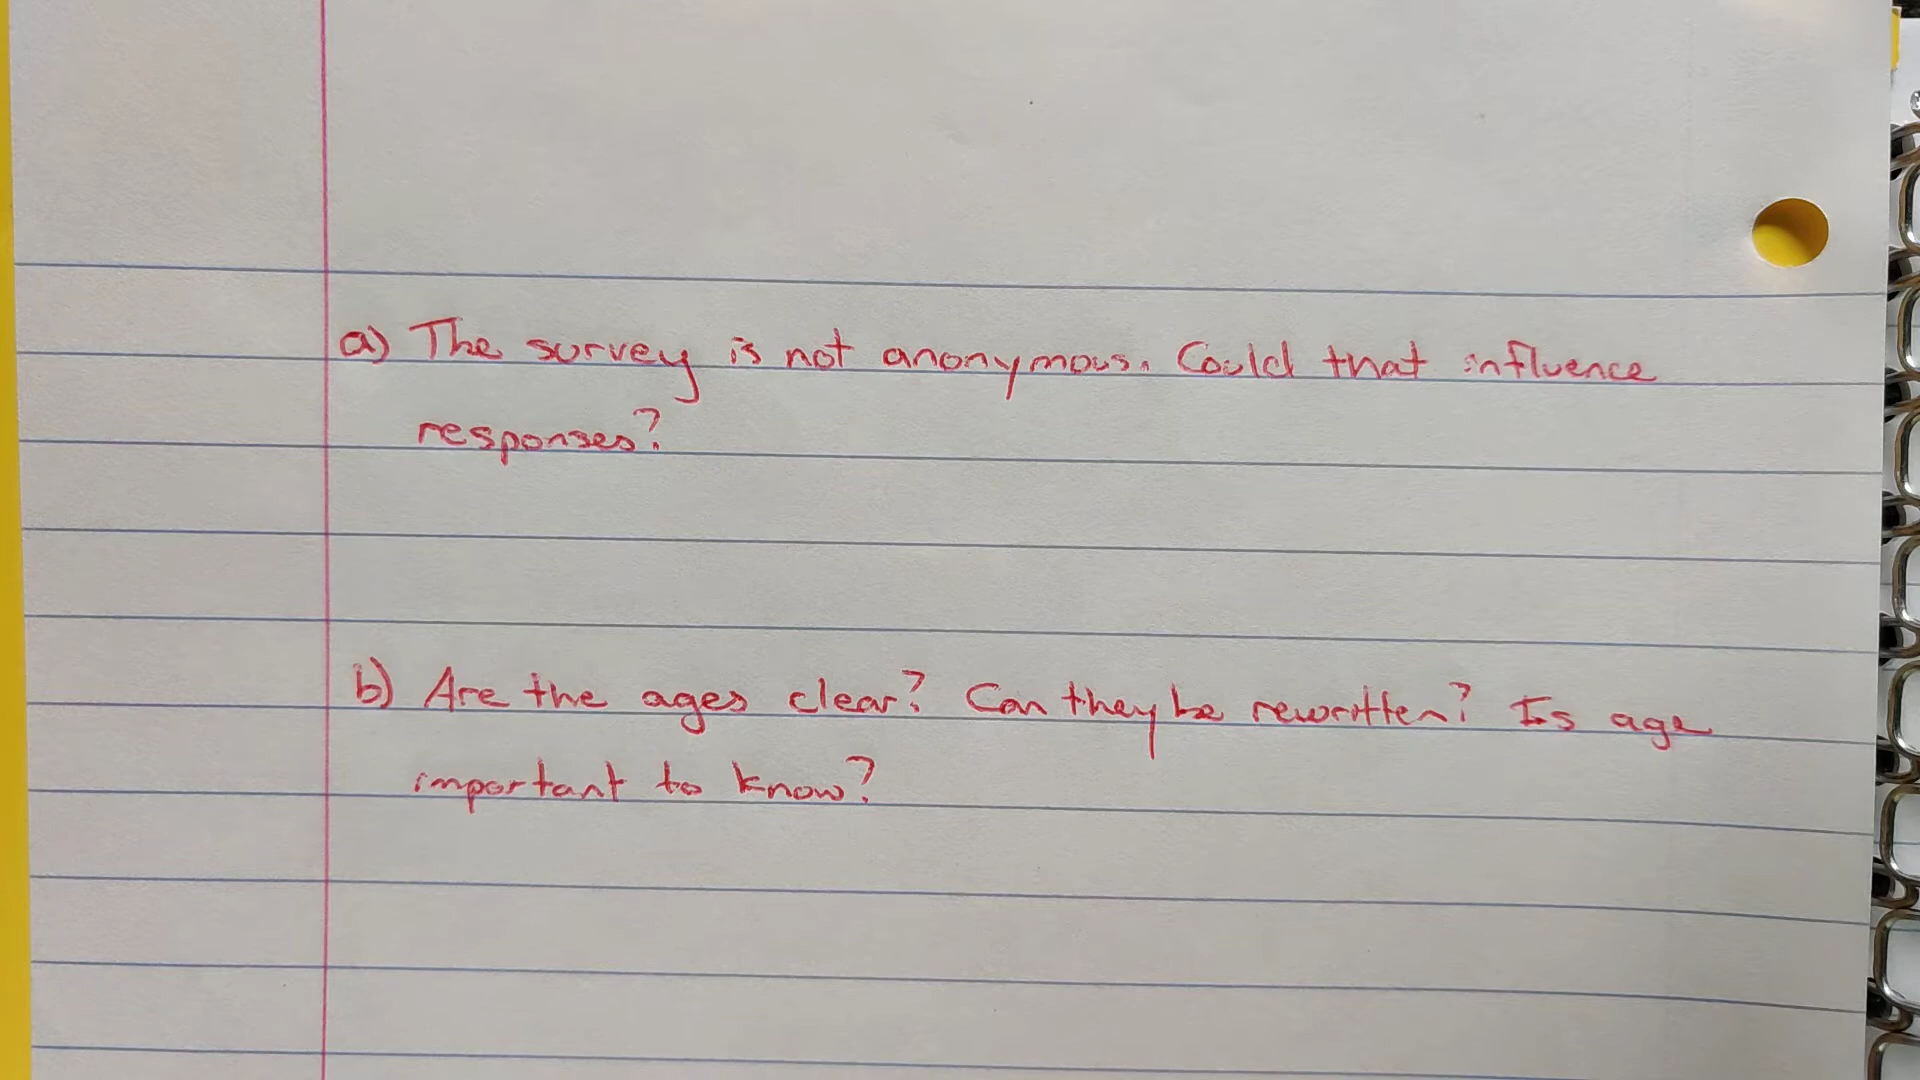 a) The survey is not anonymous. Could that influence
responses?
b) Are the ages clear? Can they be rewritten? Is age
important to know?